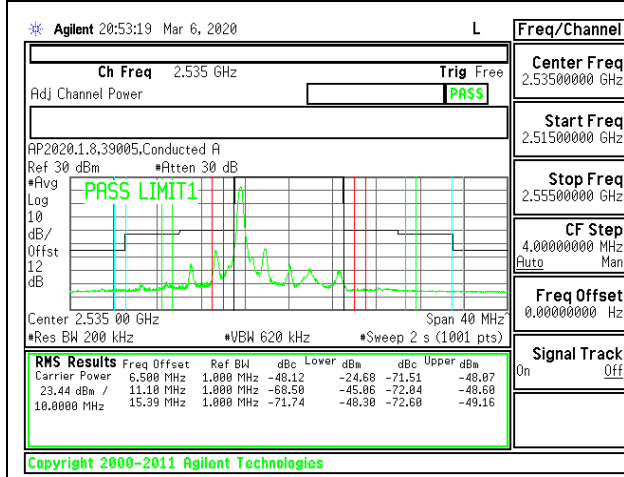 Agilent 20:53:19 Mar 6, 2020 L
Freq/Channel
Ch Freq 2.535 GHz Trig Free
Adj Channel Power PASS
Center Freq
2.53500000 GHz
Start Freq
2.51500000 GHz
Stop Freq
2.55500000 GHz
CF Step
4.00000000 MHz
Auto Man
Freq Offset
0.00000000 Hz
Signal Track
On Off
AP2020.1.8,39005,Conducted A
Ref 30 dBm #Atten 30 dB
#Avg
Log
10
dB/
Offst
12
dB
PASS LIMIT1
Center 2.535 00 GHz Span 40 MHz^
#Res BW 200 kHz #VBW 620 kHz #Sweep 2 s (1001 pts)
RMS Results Freq Offset Ref BW dBc Lower dBm dBc Upper dBm
Carrier Power 6.500 MHz 1.000 MHz -48.12 -24.68 -71.51 -48.07
23.44 dBm / 11.10 MHz 1.000 MHz -68.50 -45.06 -72.04 -48.60
10.0000 MHz 15.39 MHz 1.000 MHz -71.74 -48.30 -72.60 -49.16
Copyright 2000-2011 Agilent Technologies